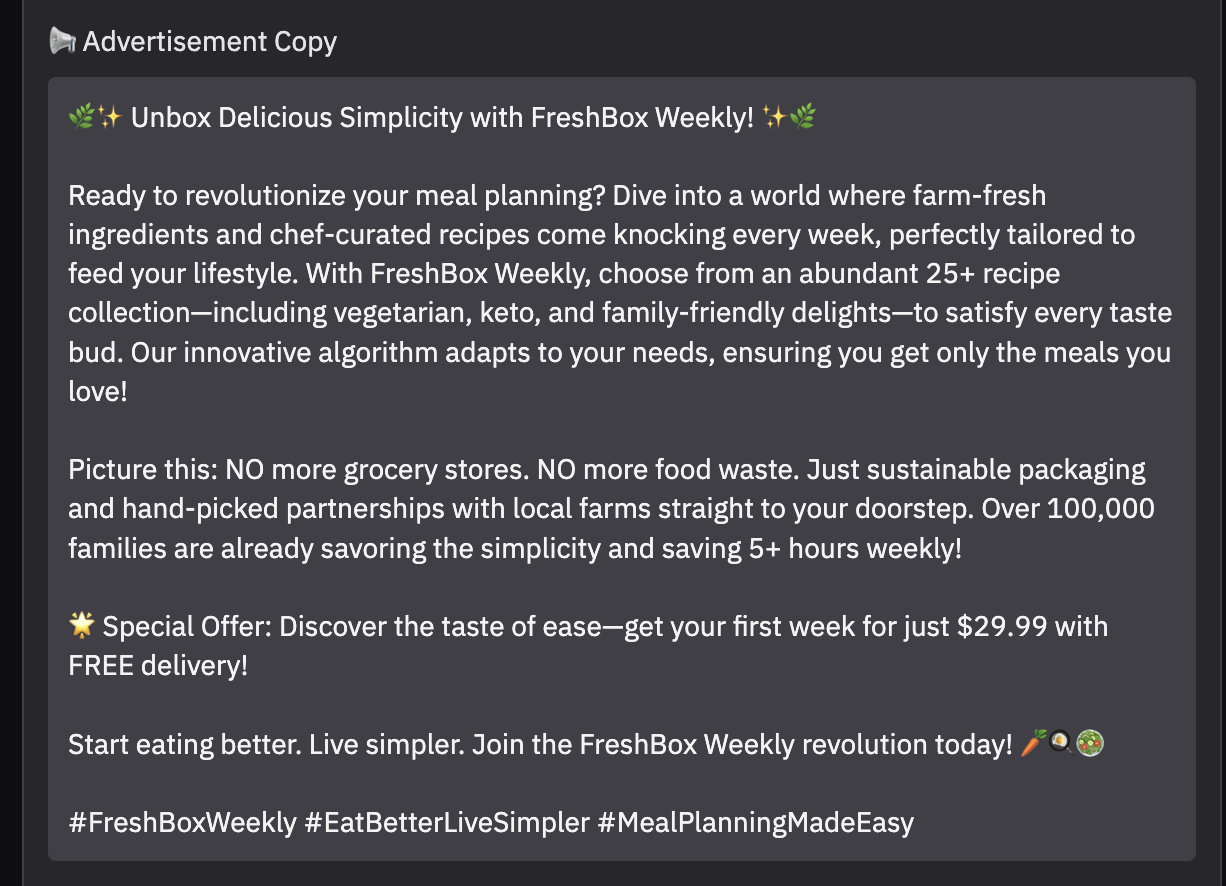 📢 Advertisement Copy
🌿✨ Unbox Delicious Simplicity with FreshBox Weekly! ✨🌿
Ready to revolutionize your meal planning? Dive into a world where farm-fresh
ingredients and chef-curated recipes come knocking every week, perfectly tailored to
feed your lifestyle. With FreshBox Weekly, choose from an abundant 25+ recipe
collection—including vegetarian, keto, and family-friendly delights—to satisfy every taste
bud. Our innovative algorithm adapts to your needs, ensuring you get only the meals you
love!
Picture this: NO more grocery stores. NO more food waste. Just sustainable packaging
and hand-picked partnerships with local farms straight to your doorstep. Over 100,000
families are already savoring the simplicity and saving 5+ hours weekly!
🌟 Special Offer: Discover the taste of ease—get your first week for just $29.99 with
FREE delivery!
Start eating better. Live simpler. Join the FreshBox Weekly revolution today! 🥕🍳🥗
#FreshBoxWeekly #EatBetterLiveSimpler #MealPlanningMadeEasy